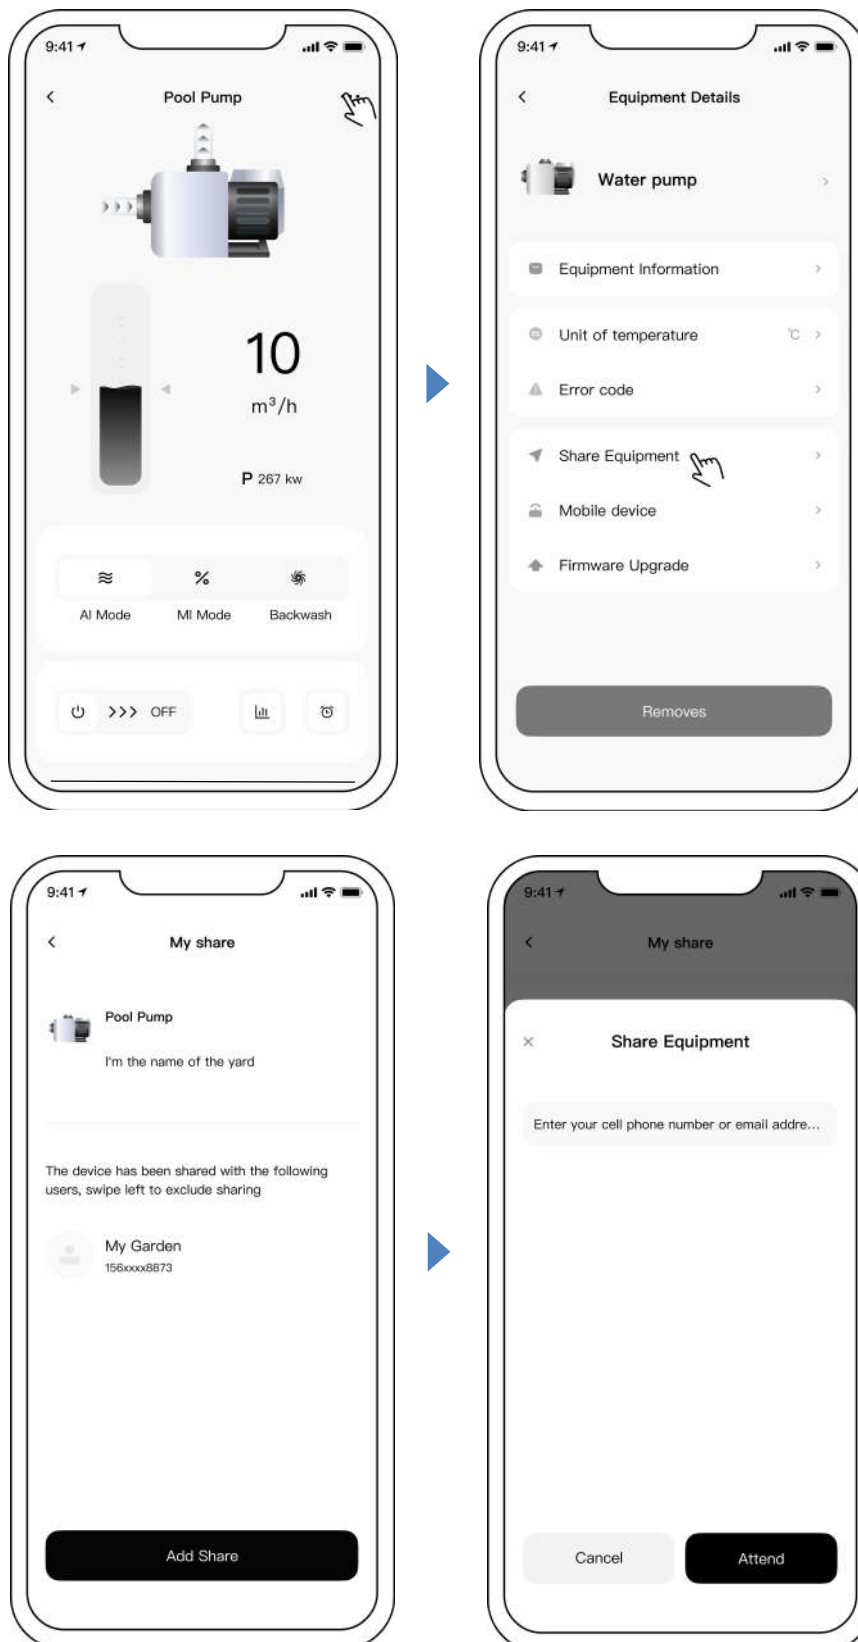 9:41
Pool Pump
10
m³/h
P 267 kw
AI Mode MI Mode Backwash
>>> OFF
9:41
Equipment Details
Water pump
Equipment Information
Unit of temperature °C
Error code
Share Equipment
Mobile device
Firmware Upgrade
Removes
9:41
My share
Pool Pump
I'm the name of the yard
The device has been shared with the following
users, swipe left to exclude sharing
My Garden
156xxxx8873
Add Share
9:41
My share
Share Equipment
Enter your cell phone number or email addre...
Cancel Attend